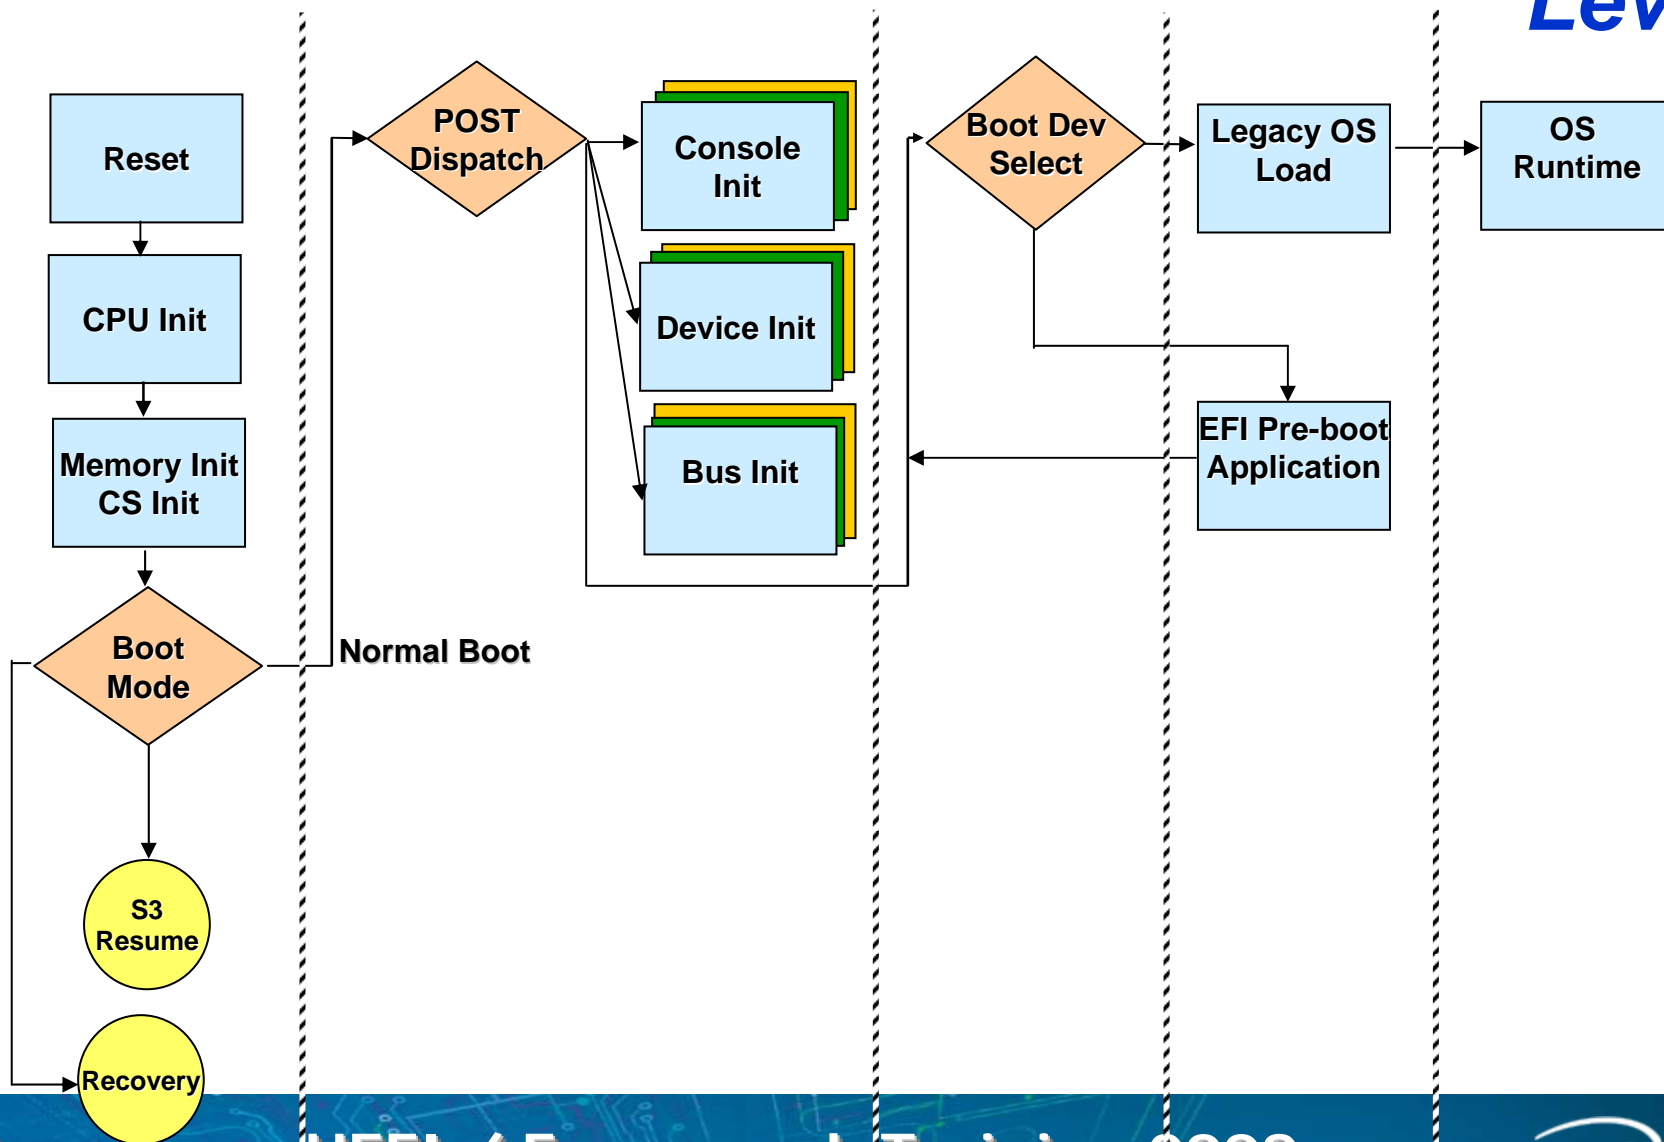 Reset
CPU Init
Memory Init
CS Init
Boot
Mode
S3
Resume
Recovery
Normal Boot
POST
Dispatch
Console
Init
Device Init
Bus Init
Boot Dev
Select
Legacy OS
Load
EFI Pre-boot
Application
OS
Runtime